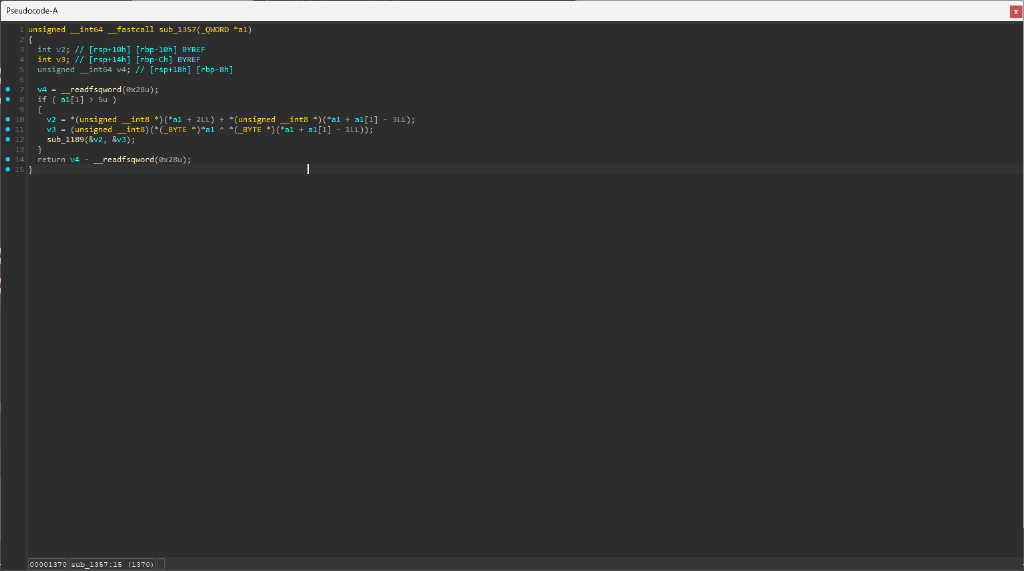 Pseudocode-A
x
1 unsigned __int64 __fastcall sub_1357(_QWORD *a1)
2 {
3 int v2; // [rsp+10h] [rbp-10h] BYREF
4 int v3; // [rsp+14h] [rbp-Ch] BYREF
5 unsigned __int64 v4; // [rsp+18h] [rbp-8h]
6
7 v4 = __readfsqword(0x28u);
8 if ( a1[1] > 5u )
9 {
10 v2 = *(unsigned __int8 *)(*a1 + 2LL) + *(unsigned __int8 *)(*a1 + a1[1] - 3LL);
11 v3 = (unsigned __int8)(*(_BYTE *)*a1 ^ *(_BYTE *)(*a1 + a1[1] - 1LL));
12 sub_1189(&v2, &v3);
13 }
14 return v4 - __readfsqword(0x28u);
15 }
00001370 sub_1357:15 (1370)